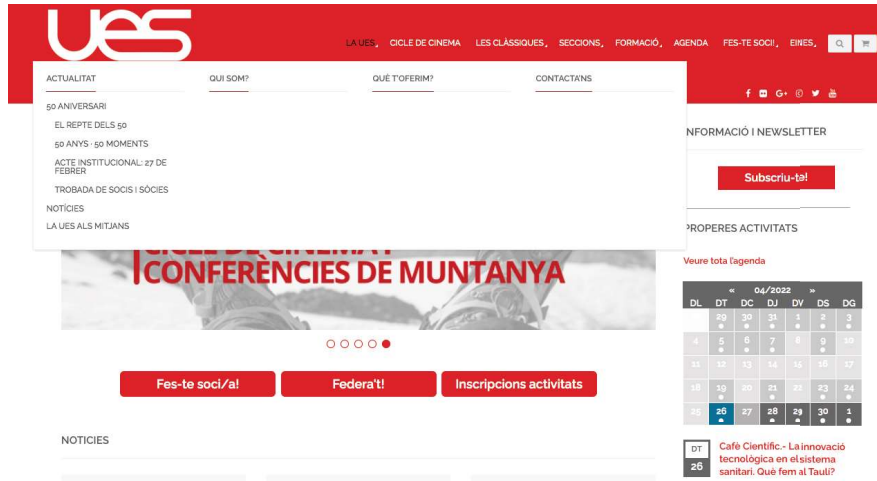 ues
LA UES
CICLE DE CINEMA
LES CLÀSSIQUES
SECCIONS
FORMACIÓ
AGENDA
FES-TE SOCI!
EINES
ACTUALITAT
QUI SOM?
QUÈ T'OFERIM?
CONTACTA'NS
50 ANIVERSARI
EL REPTE DELS 50
50 ANYS · 50 MOMENTS
ACTE INSTITUCIONAL: 27 DE
FEBRER
TROBADA DE SOCIS I SÒCIES
NOTÍCIES
LA UES ALS MITJANS
CICLE DE CINEMA I
CONFERÈNCIES DE MUNTANYA
Fes-te soci/a!
Federa't!
Inscripcions activitats
NOTICIES
NFORMACIÓ I NEWSLETTER
Subscriu-te!
PROPERES ACTIVITATS
Veure tota l'agenda
« 04/2022 »
DL DT DC DJ DV DS DG
29 30 31 1 2 3
4 5 6 7 8 9 10
11 12 13 14 15 16 17
18 19 20 21 22 23 24
25 26 27 28 29 30 1
DT
26
Cafè Científic.- La innovació
tecnològica en el sistema
sanitari. Què fem al Taulí?